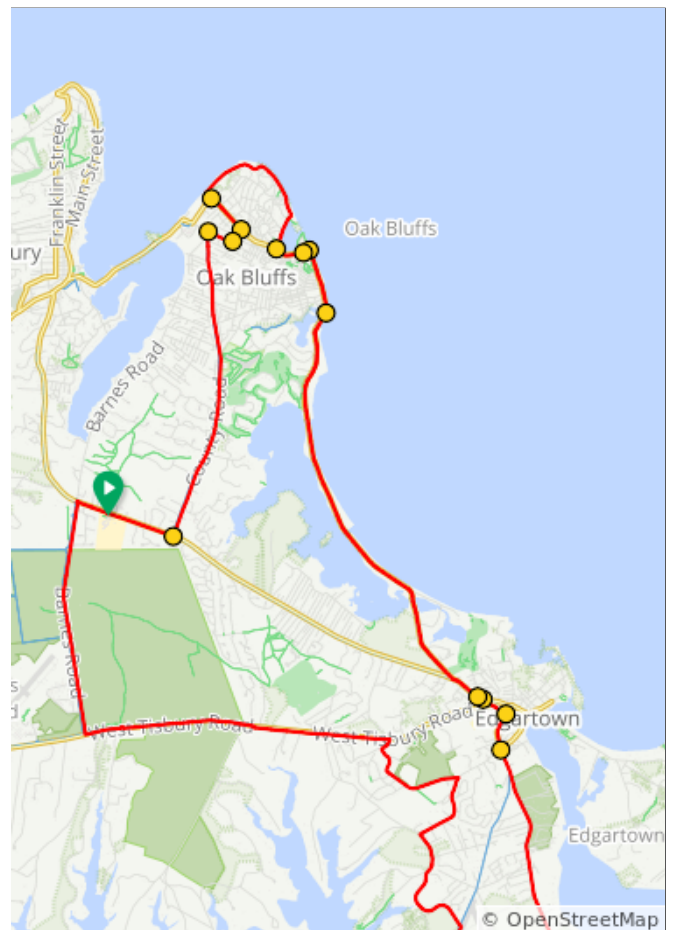 Franklin Street
Main Street
ury
Oak Bluffs
Oak Bluffs
Barnes Road
County Road
Barnes Road
s
d
West Tisbury Road
West Tisbury Road
Edgartown
Edgartown
© OpenStreetMap